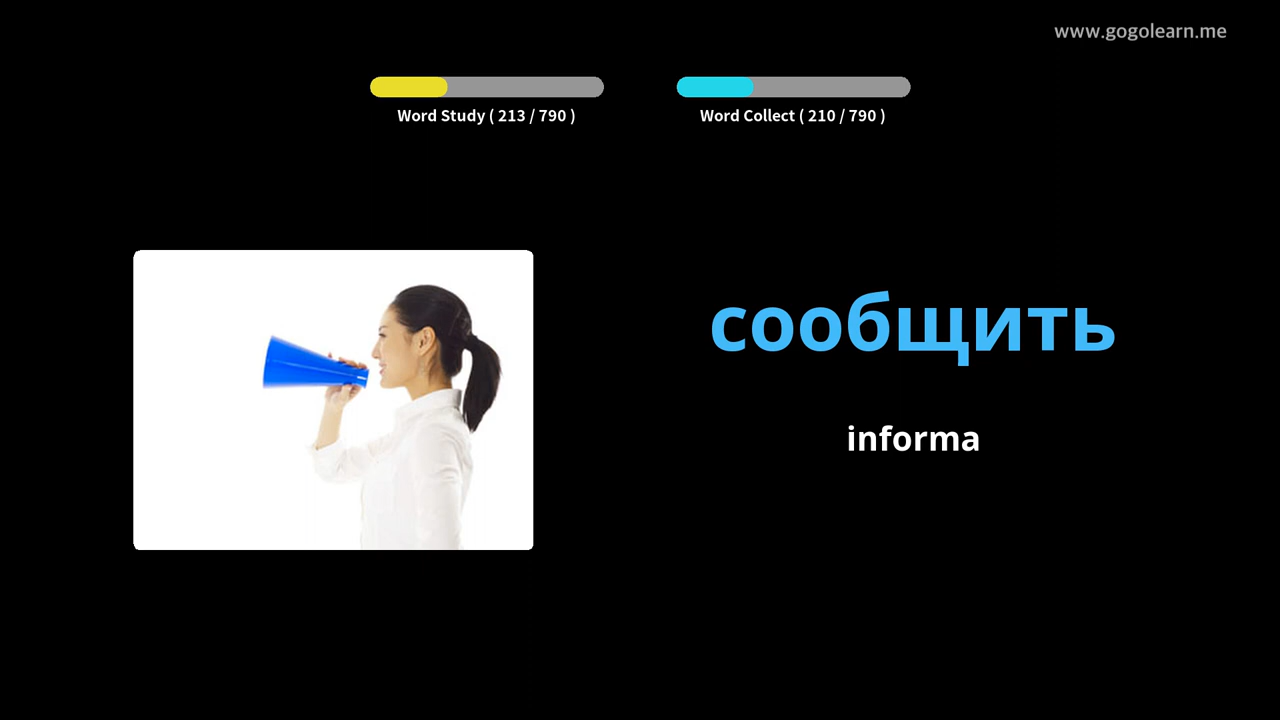 www.gogolearn.me
Word Study ( 213 / 790 )
Word Collect ( 210 / 790 )
сообщить
informa